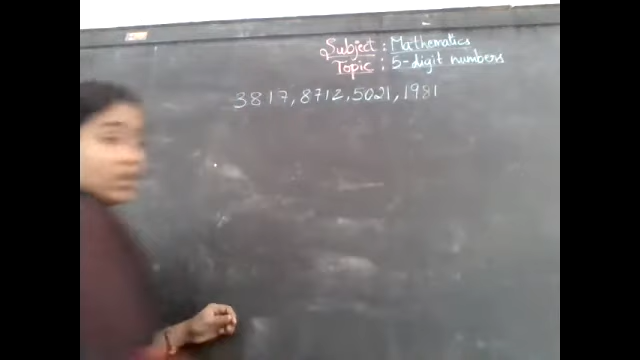 Subject : Mathematics
Topic : 5-digit numbers
3817, 8712, 5021, 1981